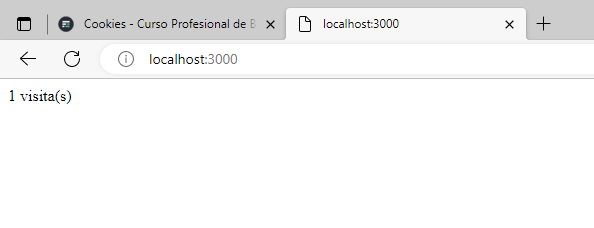 Cookies - Curso Profesional de B
localhost:3000
localhost:3000
1 visita(s)